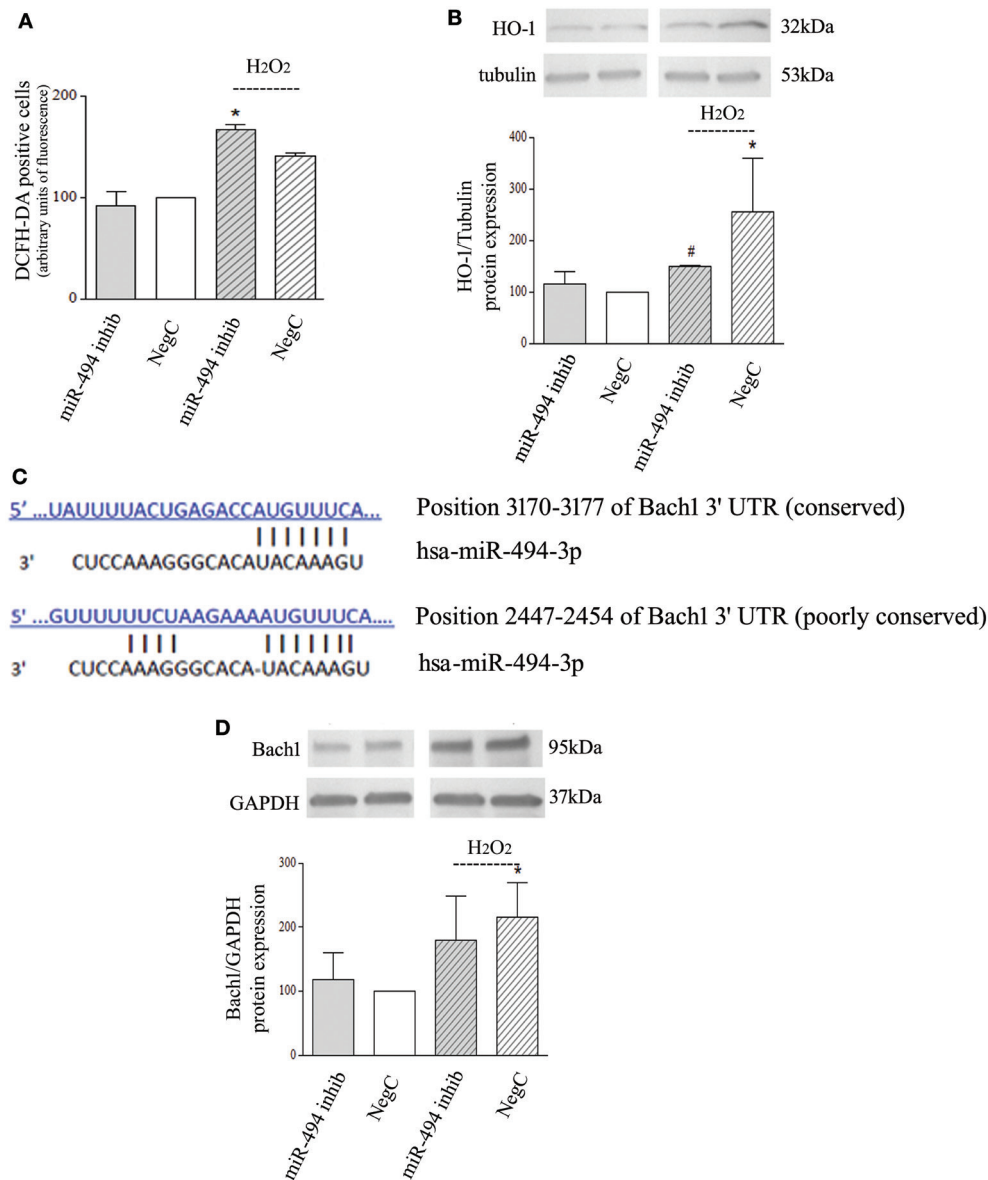 A
H2O2
200
100
0
*
DCFH-DA positive cells
(arbitrary units of fluorescence)
miR-494 inhib
NegC
miR-494 inhib
NegC
B
HO-1
32kDa
tubulin
53kDa
H2O2
400
300
200
100
0
#
*
HO-1/Tubulin
protein expression
miR-494 inhib
NegC
miR-494 inhib
NegC
C
5' ...UAUUUUACUGAGACCAUGUUUCA...
Position 3170-3177 of Bach1 3' UTR (conserved)
3' CUCCAAAGGGCACAUACAAAGU
hsa-miR-494-3p
5' ...GUUUUUUCUAAGAAAAUGUUUCA....
Position 2447-2454 of Bach1 3' UTR (poorly conserved)
3' CUCCAAAGGGCACA-UACAAAGU
hsa-miR-494-3p
D
Bach1
95kDa
GAPDH
37kDa
H2O2
300
200
100
0
*
Bach1/GAPDH
protein expression
miR-494 inhib
NegC
miR-494 inhib
NegC